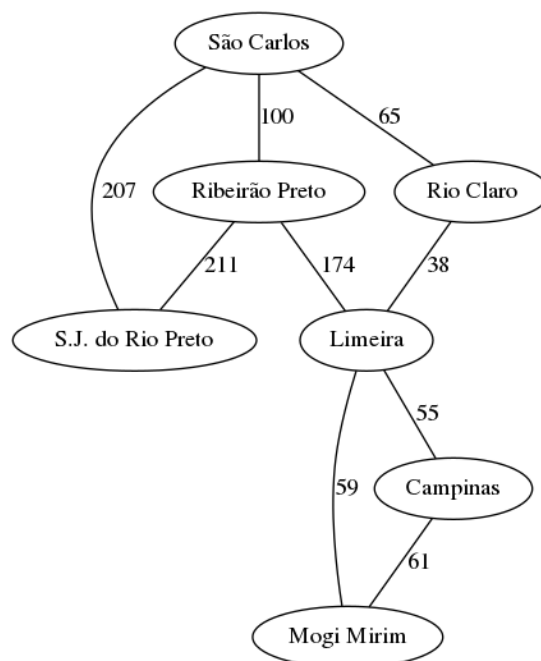 São Carlos
100
65
207
Ribeirão Preto
Rio Claro
211
174
38
S.J. do Rio Preto
Limeira
55
59
Campinas
61
Mogi Mirim